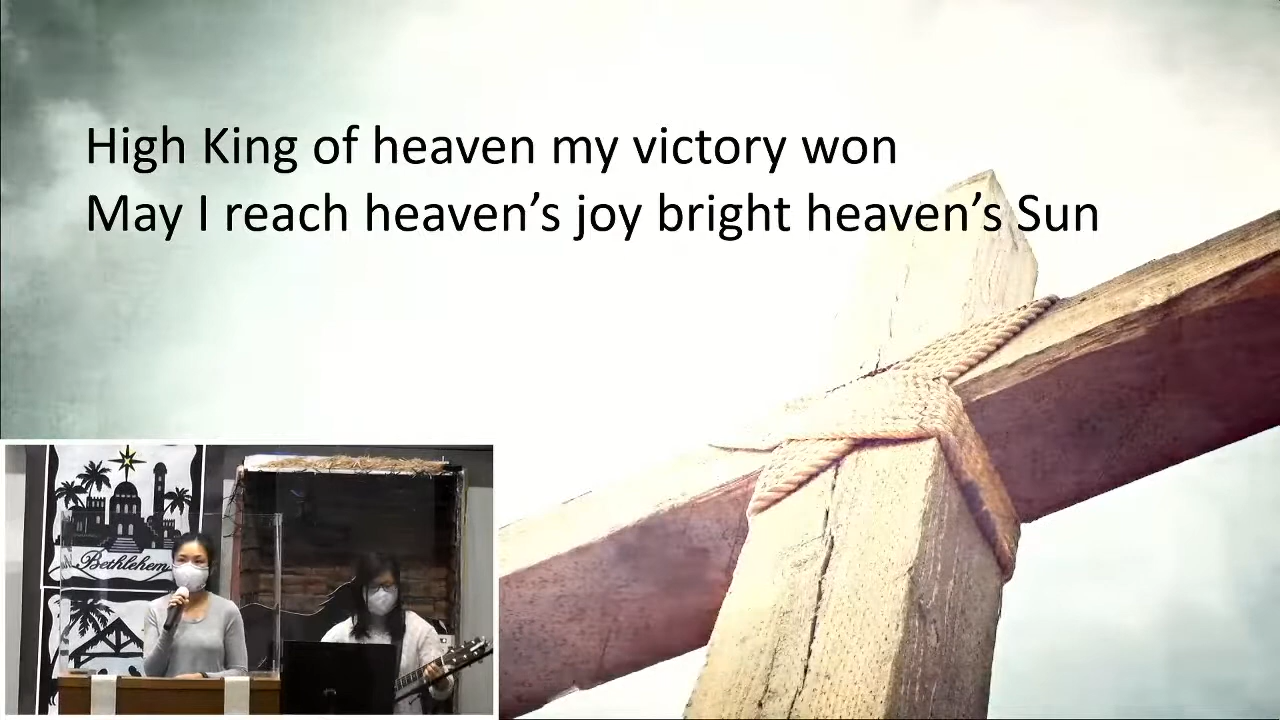 High King of heaven my victory won
May I reach heaven’s joy bright heaven’s Sun
Bethlehem